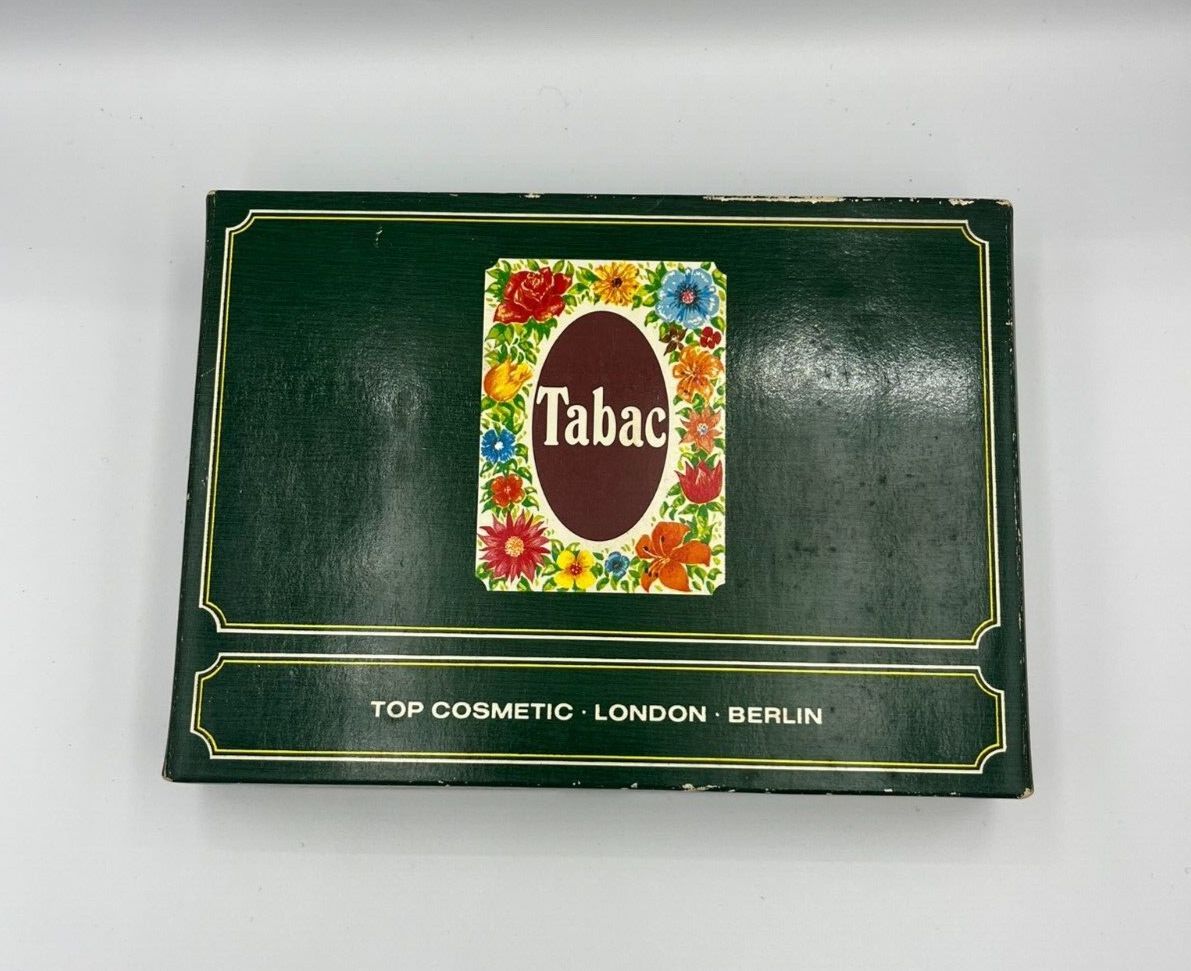 Tabac
TOP COSMETIC · LONDON · BERLIN